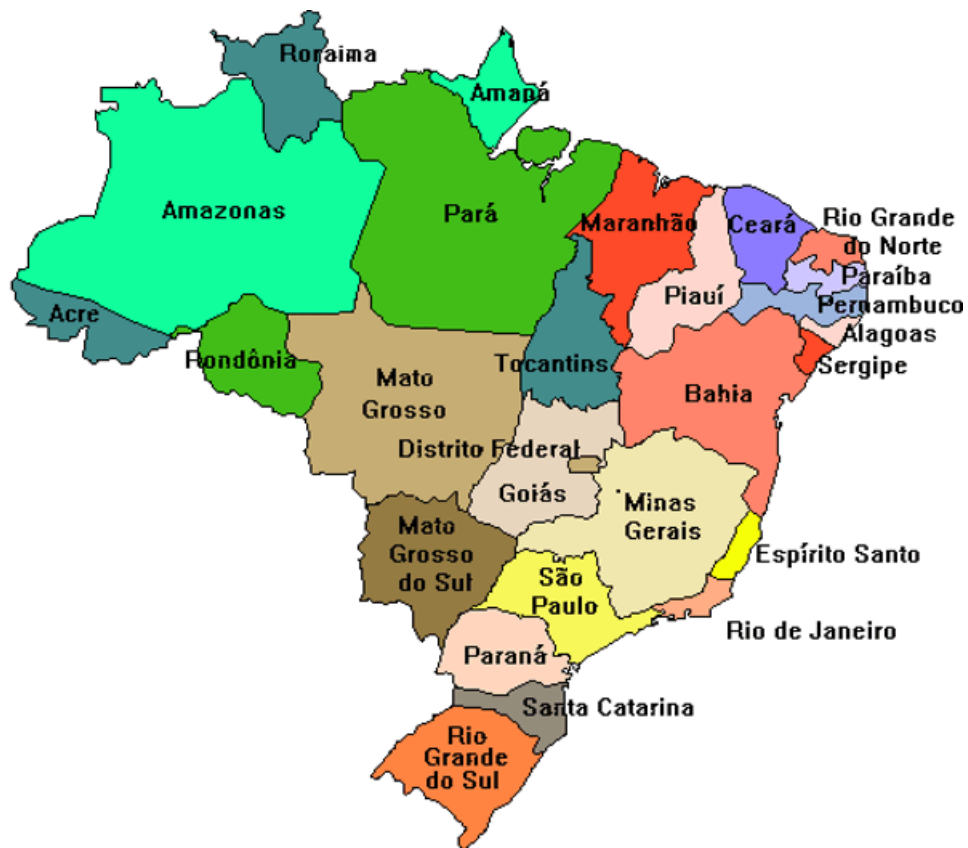 Roraima
Amapá
Amazonas
Pará
Maranhão
Ceará
Rio Grande
do Norte
Paraíba
Piauí
Pernambuco
Alagoas
Sergipe
Acre
Rondônia
Tocantins
Mato
Grosso
Bahia
Distrito Federal
Goiás
Minas
Gerais
Mato
Grosso
do Sul
Espírito Santo
São
Paulo
Rio de Janeiro
Paraná
Santa Catarina
Rio
Grande
do Sul